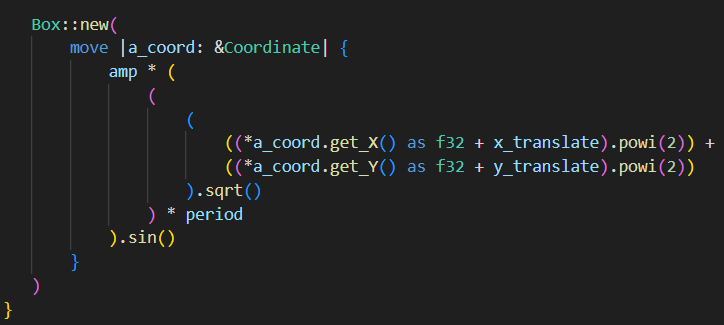 Box::new(
move |a_coord: &Coordinate| {
amp * (
(
(
((*a_coord.get_X() as f32 + x_translate).powi(2)) +
((*a_coord.get_Y() as f32 + y_translate).powi(2))
).sqrt()
) * period
).sin()
}
)
}